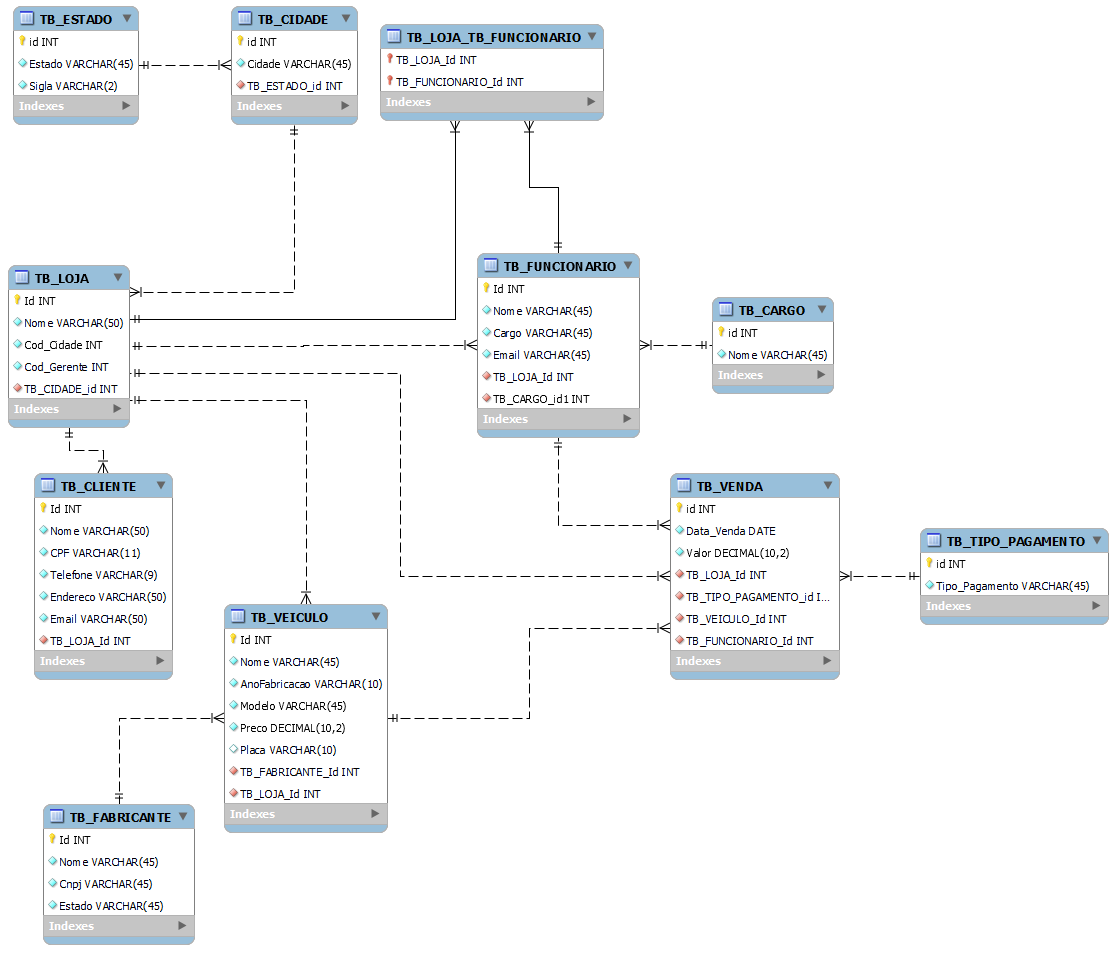 TB_ESTADO
id INT
Estado VARCHAR(45)
Sigla VARCHAR(2)
Indexes
TB_CIDADE
id INT
Cidade VARCHAR(45)
TB_ESTADO_id INT
Indexes
TB_LOJA_TB_FUNCIONARIO
TB_LOJA_Id INT
TB_FUNCIONARIO_Id INT
Indexes
TB_LOJA
Id INT
Nome VARCHAR(50)
Cod_Cidade INT
Cod_Gerente INT
TB_CIDADE_id INT
Indexes
TB_FUNCIONARIO
Id INT
Nome VARCHAR(45)
Cargo VARCHAR(45)
Email VARCHAR(45)
TB_LOJA_Id INT
TB_CARGO_id1 INT
Indexes
TB_CARGO
id INT
Nome VARCHAR(45)
Indexes
TB_CLIENTE
Id INT
Nome VARCHAR(50)
CPF VARCHAR(11)
Telefone VARCHAR(9)
Endereco VARCHAR(50)
Email VARCHAR(50)
TB_LOJA_Id INT
Indexes
TB_VENDA
id INT
Data_Venda DATE
Valor DECIMAL(10,2)
TB_LOJA_Id INT
TB_TIPO_PAGAMENTO_id I...
TB_VEICULO_Id INT
TB_FUNCIONARIO_Id INT
Indexes
TB_TIPO_PAGAMENTO
id INT
Tipo_Pagamento VARCHAR(45)
Indexes
TB_VEICULO
Id INT
Nome VARCHAR(45)
AnoFabricacao VARCHAR(10)
Modelo VARCHAR(45)
Preco DECIMAL(10,2)
Placa VARCHAR(10)
TB_FABRICANTE_Id INT
TB_LOJA_Id INT
Indexes
TB_FABRICANTE
Id INT
Nome VARCHAR(45)
Cnpj VARCHAR(45)
Estado VARCHAR(45)
Indexes